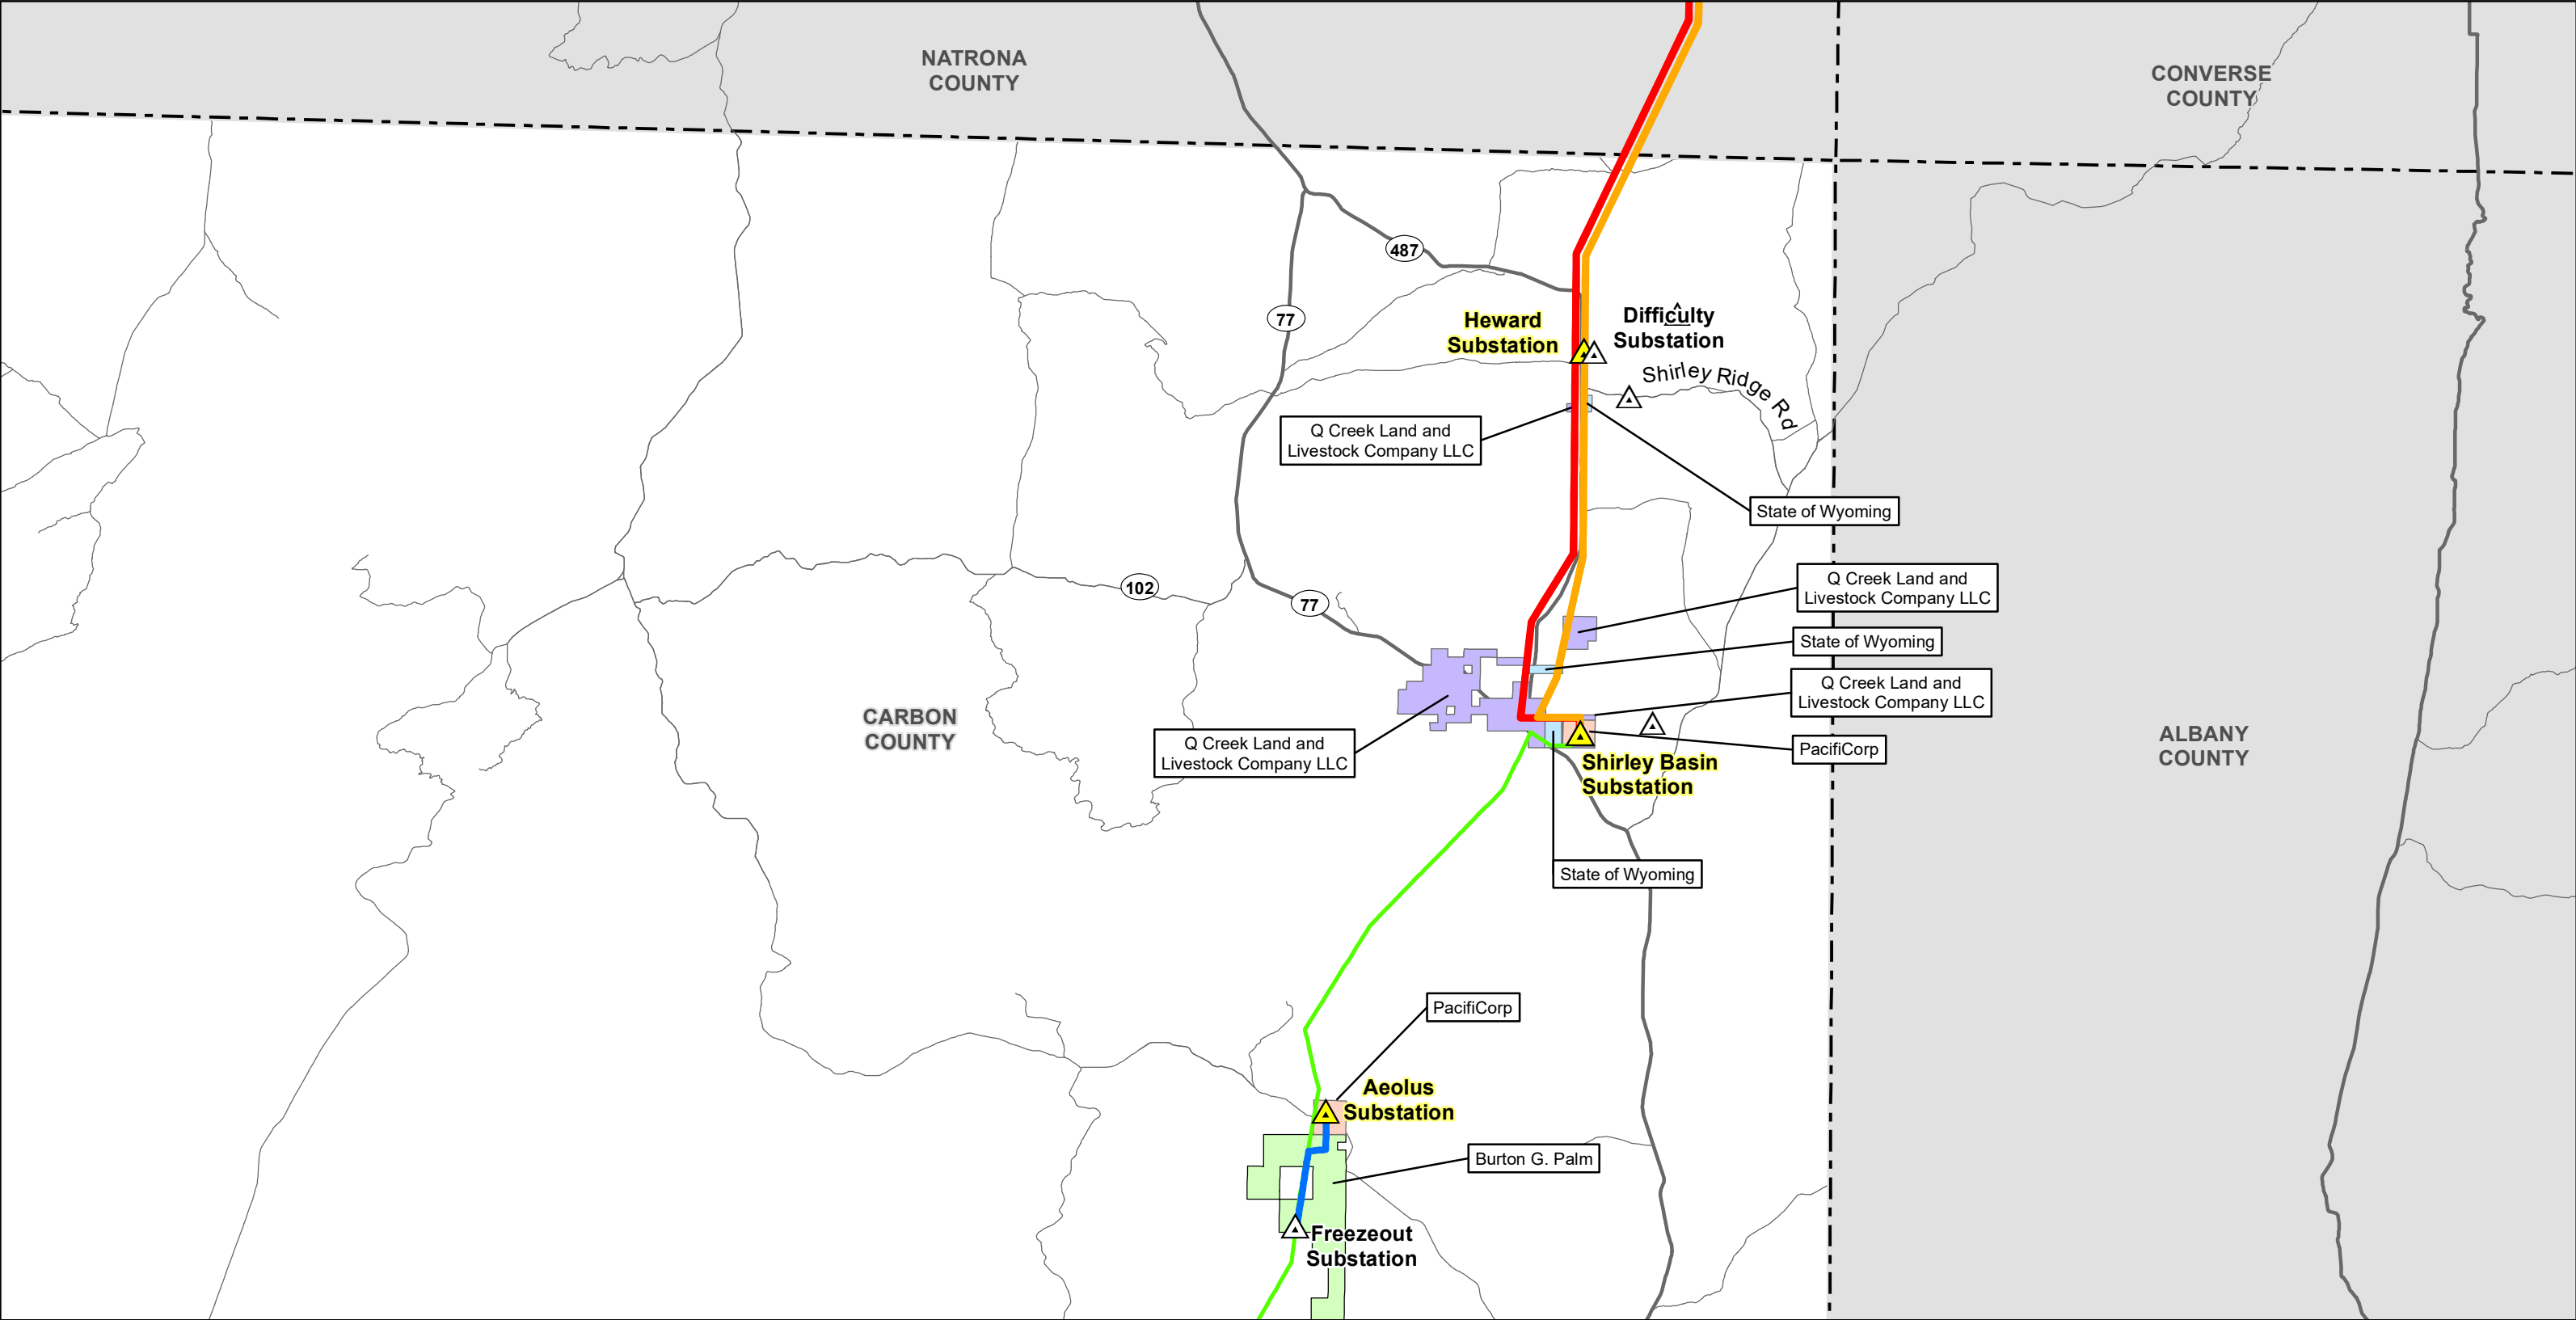 NATRONA
COUNTY
CONVERSE
COUNTY
487
77
Heward
Substation
Difficulty
Substation
Shirley Ridge Rd
Q Creek Land and
Livestock Company LLC
State of Wyoming
102
77
Q Creek Land and
Livestock Company LLC
State of Wyoming
Q Creek Land and
Livestock Company LLC
CARBON
COUNTY
Q Creek Land and
Livestock Company LLC
PacifiCorp
ALBANY
COUNTY
Shirley Basin
Substation
State of Wyoming
PacifiCorp
Aeolus
Substation
Burton G. Palm
Freezeout
Substation